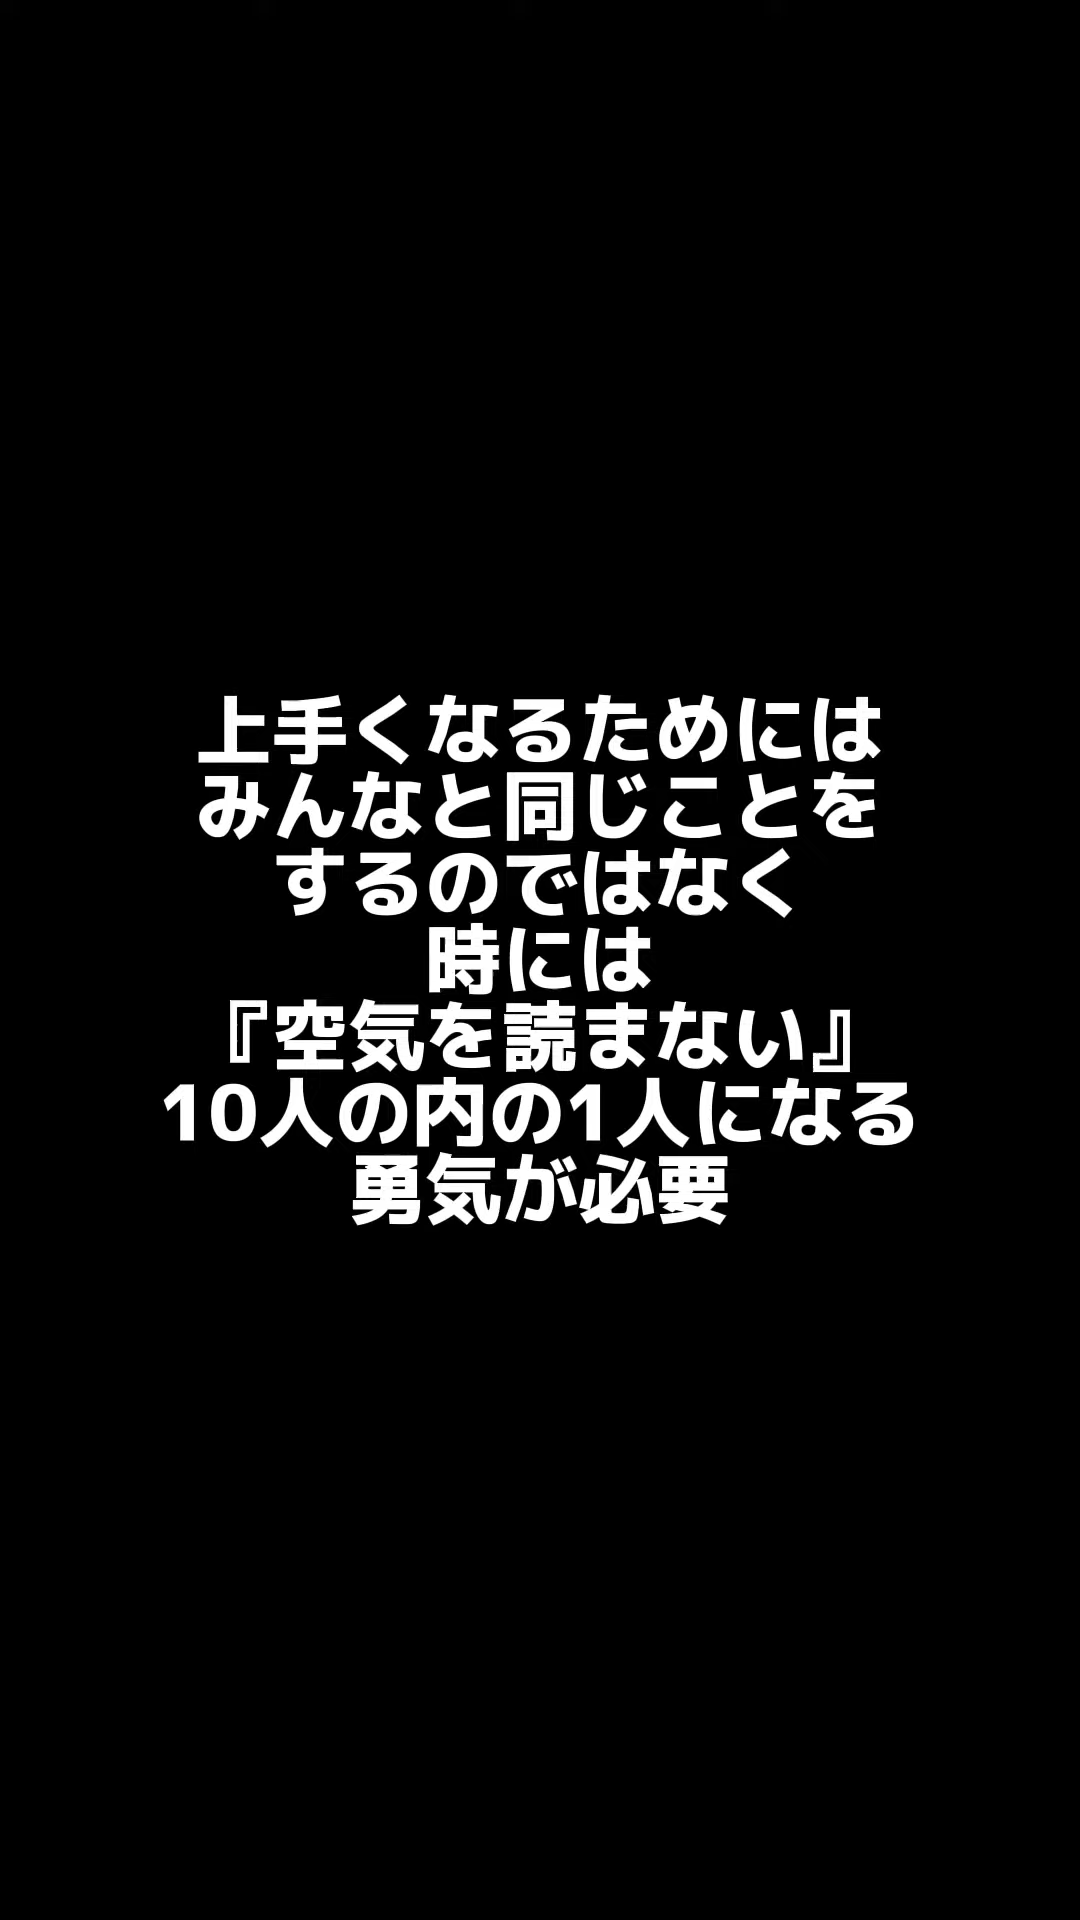 上手くなるためには
みんなと同じことを
するのではなく
時には
『空気を読まない』
10人の内の1人になる
勇気が必要